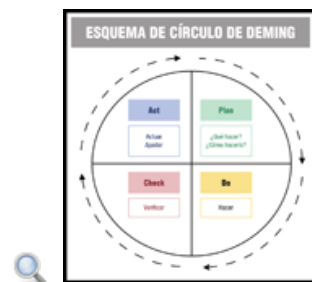 ESQUEMA DE CÍRCULO DE DEMING
Act
Actuar
Ajustar
Plan
¿Qué hacer?
¿Cómo hacerlo?
Check
Verificar
Do
Hacer